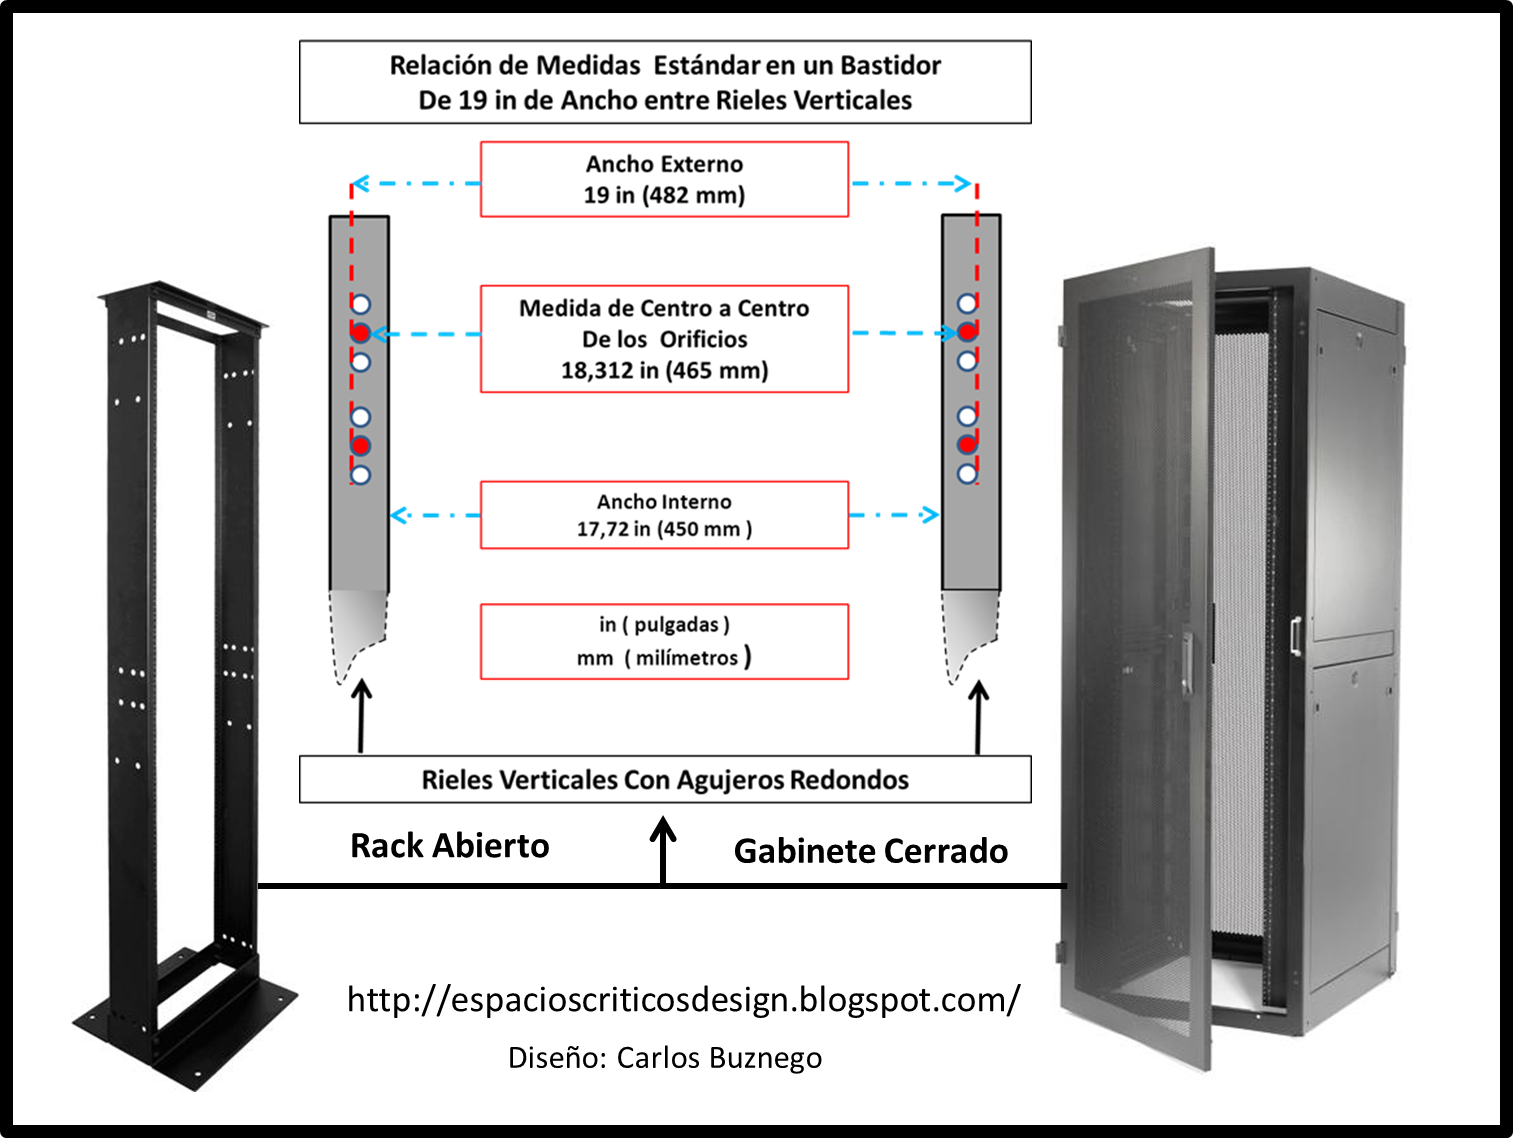 Relación de Medidas Estándar en un Bastidor
De 19 in de Ancho entre Rieles Verticales
Ancho Externo
19 in (482 mm)
Medida de Centro a Centro
De los Orificios
18,312 in (465 mm)
Ancho Interno
17,72 in (450 mm )
in ( pulgadas )
mm ( milímetros )
Rieles Verticales Con Agujeros Redondos
Rack Abierto
Gabinete Cerrado
http://espacioscriticosdesign.blogspot.com/
Diseño: Carlos Buznego